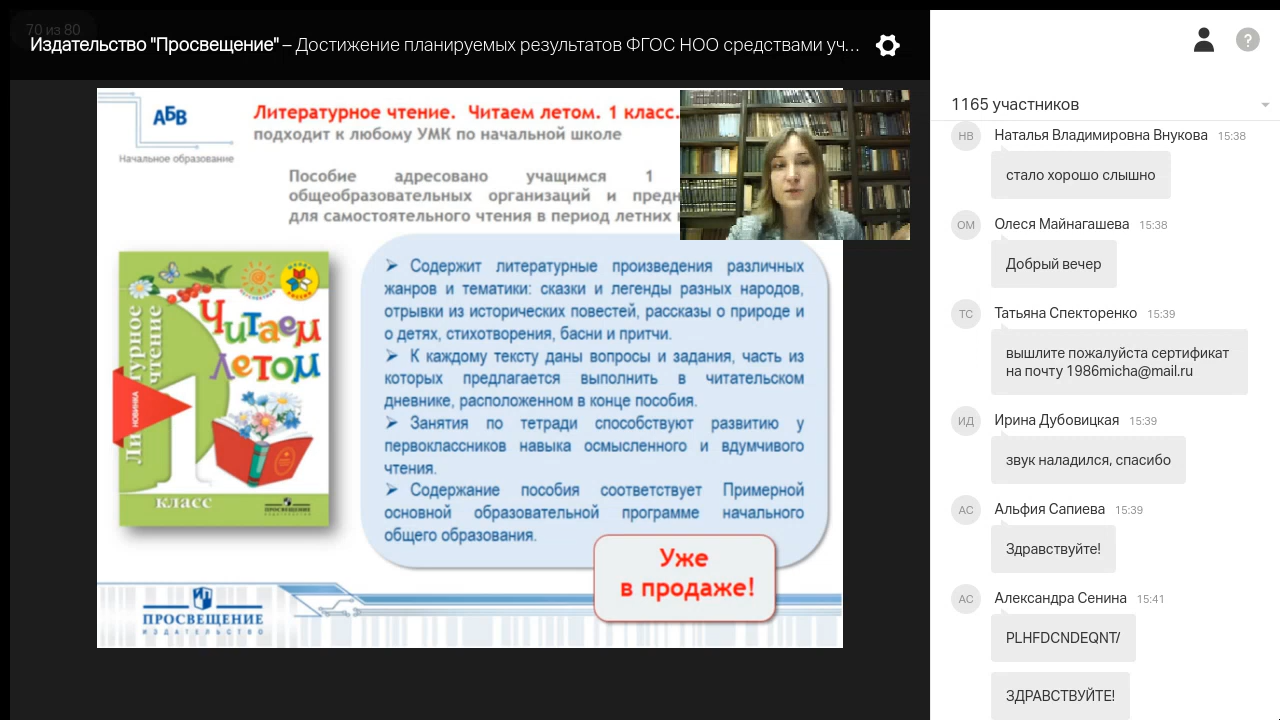 70 из 80
Издательство "Просвещение" – Достижение планируемых результатов ФГОС НОО средствами уч...
АБВ
Начальное образование
Литературное чтение. Читаем летом. 1 класс.
подходит к любому УМК по начальной школе
Пособие адресовано учащимся 1
общеобразовательных организаций и
для самостоятельного чтения в период летних
Читаем
летом
чтение
НОВИНКА
1
класс
ПРОСВЕЩЕНИЕ
➢ Содержит литературные произведения различных
жанров и тематики: сказки и легенды разных народов,
отрывки из исторических повестей, рассказы о природе и
о детях, стихотворения, басни и притчи.
➢ К каждому тексту даны вопросы и задания, часть из
которых предлагается выполнить в читательском
дневнике, расположенном в конце пособия.
➢ Занятия по тетради способствуют развитию у
первоклассников навыка осмысленного и вдумчивого
чтения.
➢ Содержание пособия соответствует Примерной
основной образовательной программе начального
общего образования.
Уже
в продаже!
ПРОСВЕЩЕНИЕ
ИЗДАТЕЛЬСТВО
?
1165 участников
НВ Наталья Владимировна Внукова 15:38
стало хорошо слышно
ОМ Олеся Майнагашева 15:38
Добрый вечер
ТС Татьяна Спекторенко 15:39
вышлите пожалуйста сертификат
на почту 1986micha@mail.ru
ИД Ирина Дубовицкая 15:39
звук наладился, спасибо
АС Альфия Сапиева 15:39
Здравствуйте!
АС Александра Сенина 15:41
PLHFDCNDEQNT/
ЗДРАВСТВУЙТЕ!